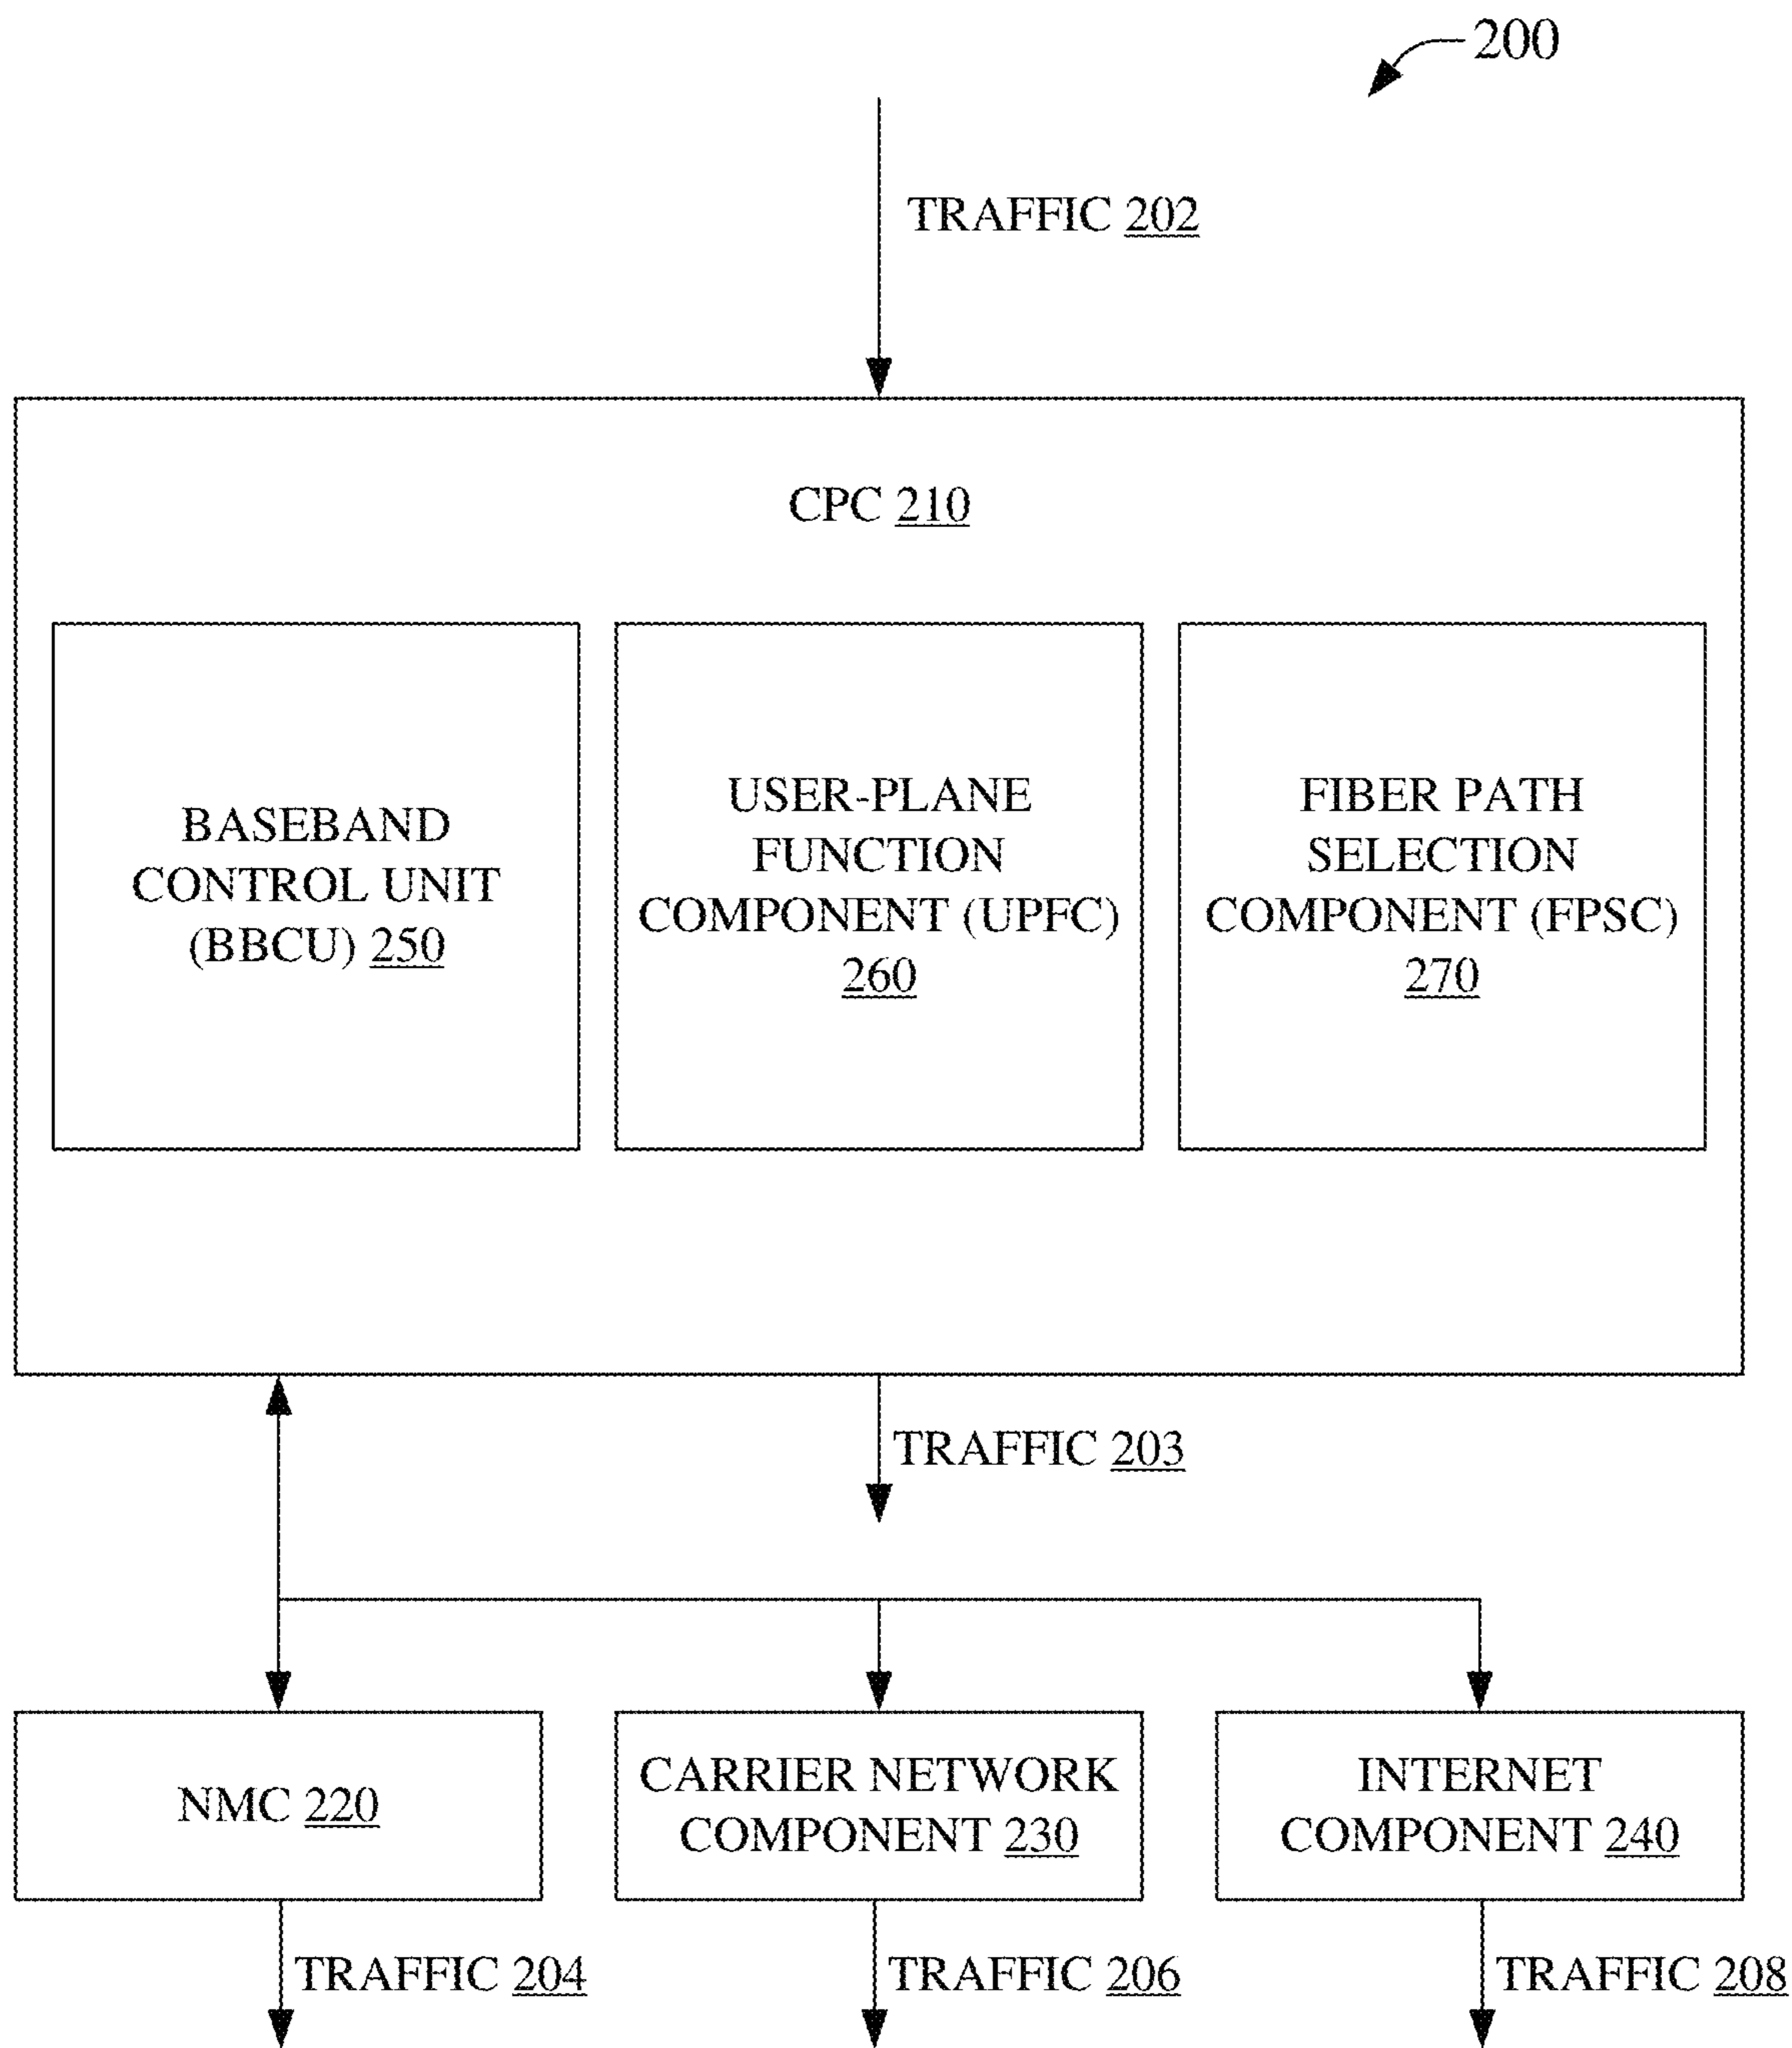 200
TRAFFIC 202
CPC 210
BASEBAND
CONTROL UNIT
(BBCU) 250
USER-PLANE
FUNCTION
COMPONENT (UPFC)
260
FIBER PATH
SELECTION
COMPONENT (FPSC)
270
TRAFFIC 203
NMC 220
CARRIER NETWORK
COMPONENT 230
INTERNET
COMPONENT 240
TRAFFIC 204
TRAFFIC 206
TRAFFIC 208